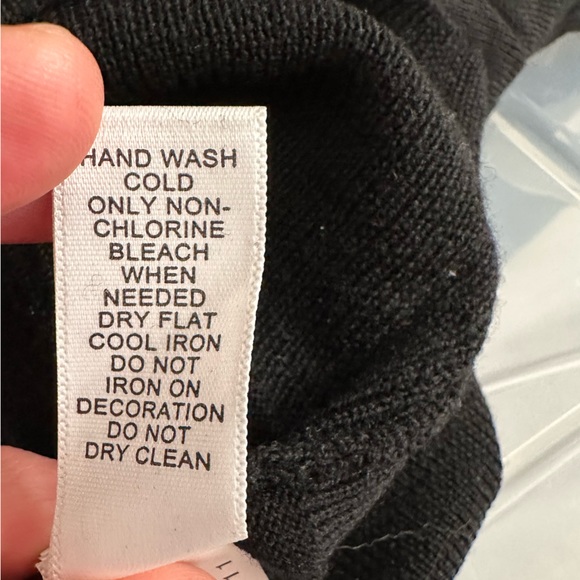 HAND WASH
COLD
ONLY NON-
CHLORINE
BLEACH
WHEN
NEEDED
DRY FLAT
COOL IRON
DO NOT
IRON ON
DECORATION
DO NOT
DRY CLEAN